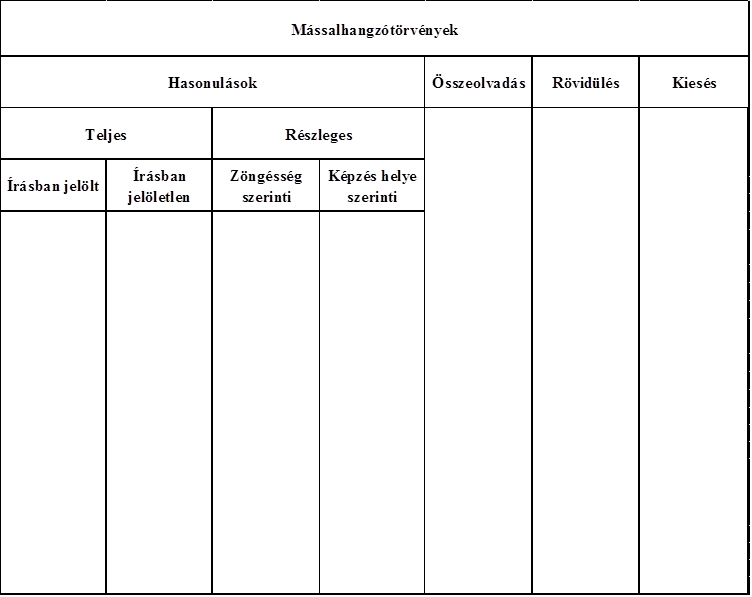 Mássalhangzótörvények
Hasonulások
Összeolvadás
Rövidülés
Kiesés
Teljes
Részleges
Írásban jelölt
Írásban
jelöletlen
Zöngésség
szerinti
Képzés helye
szerinti